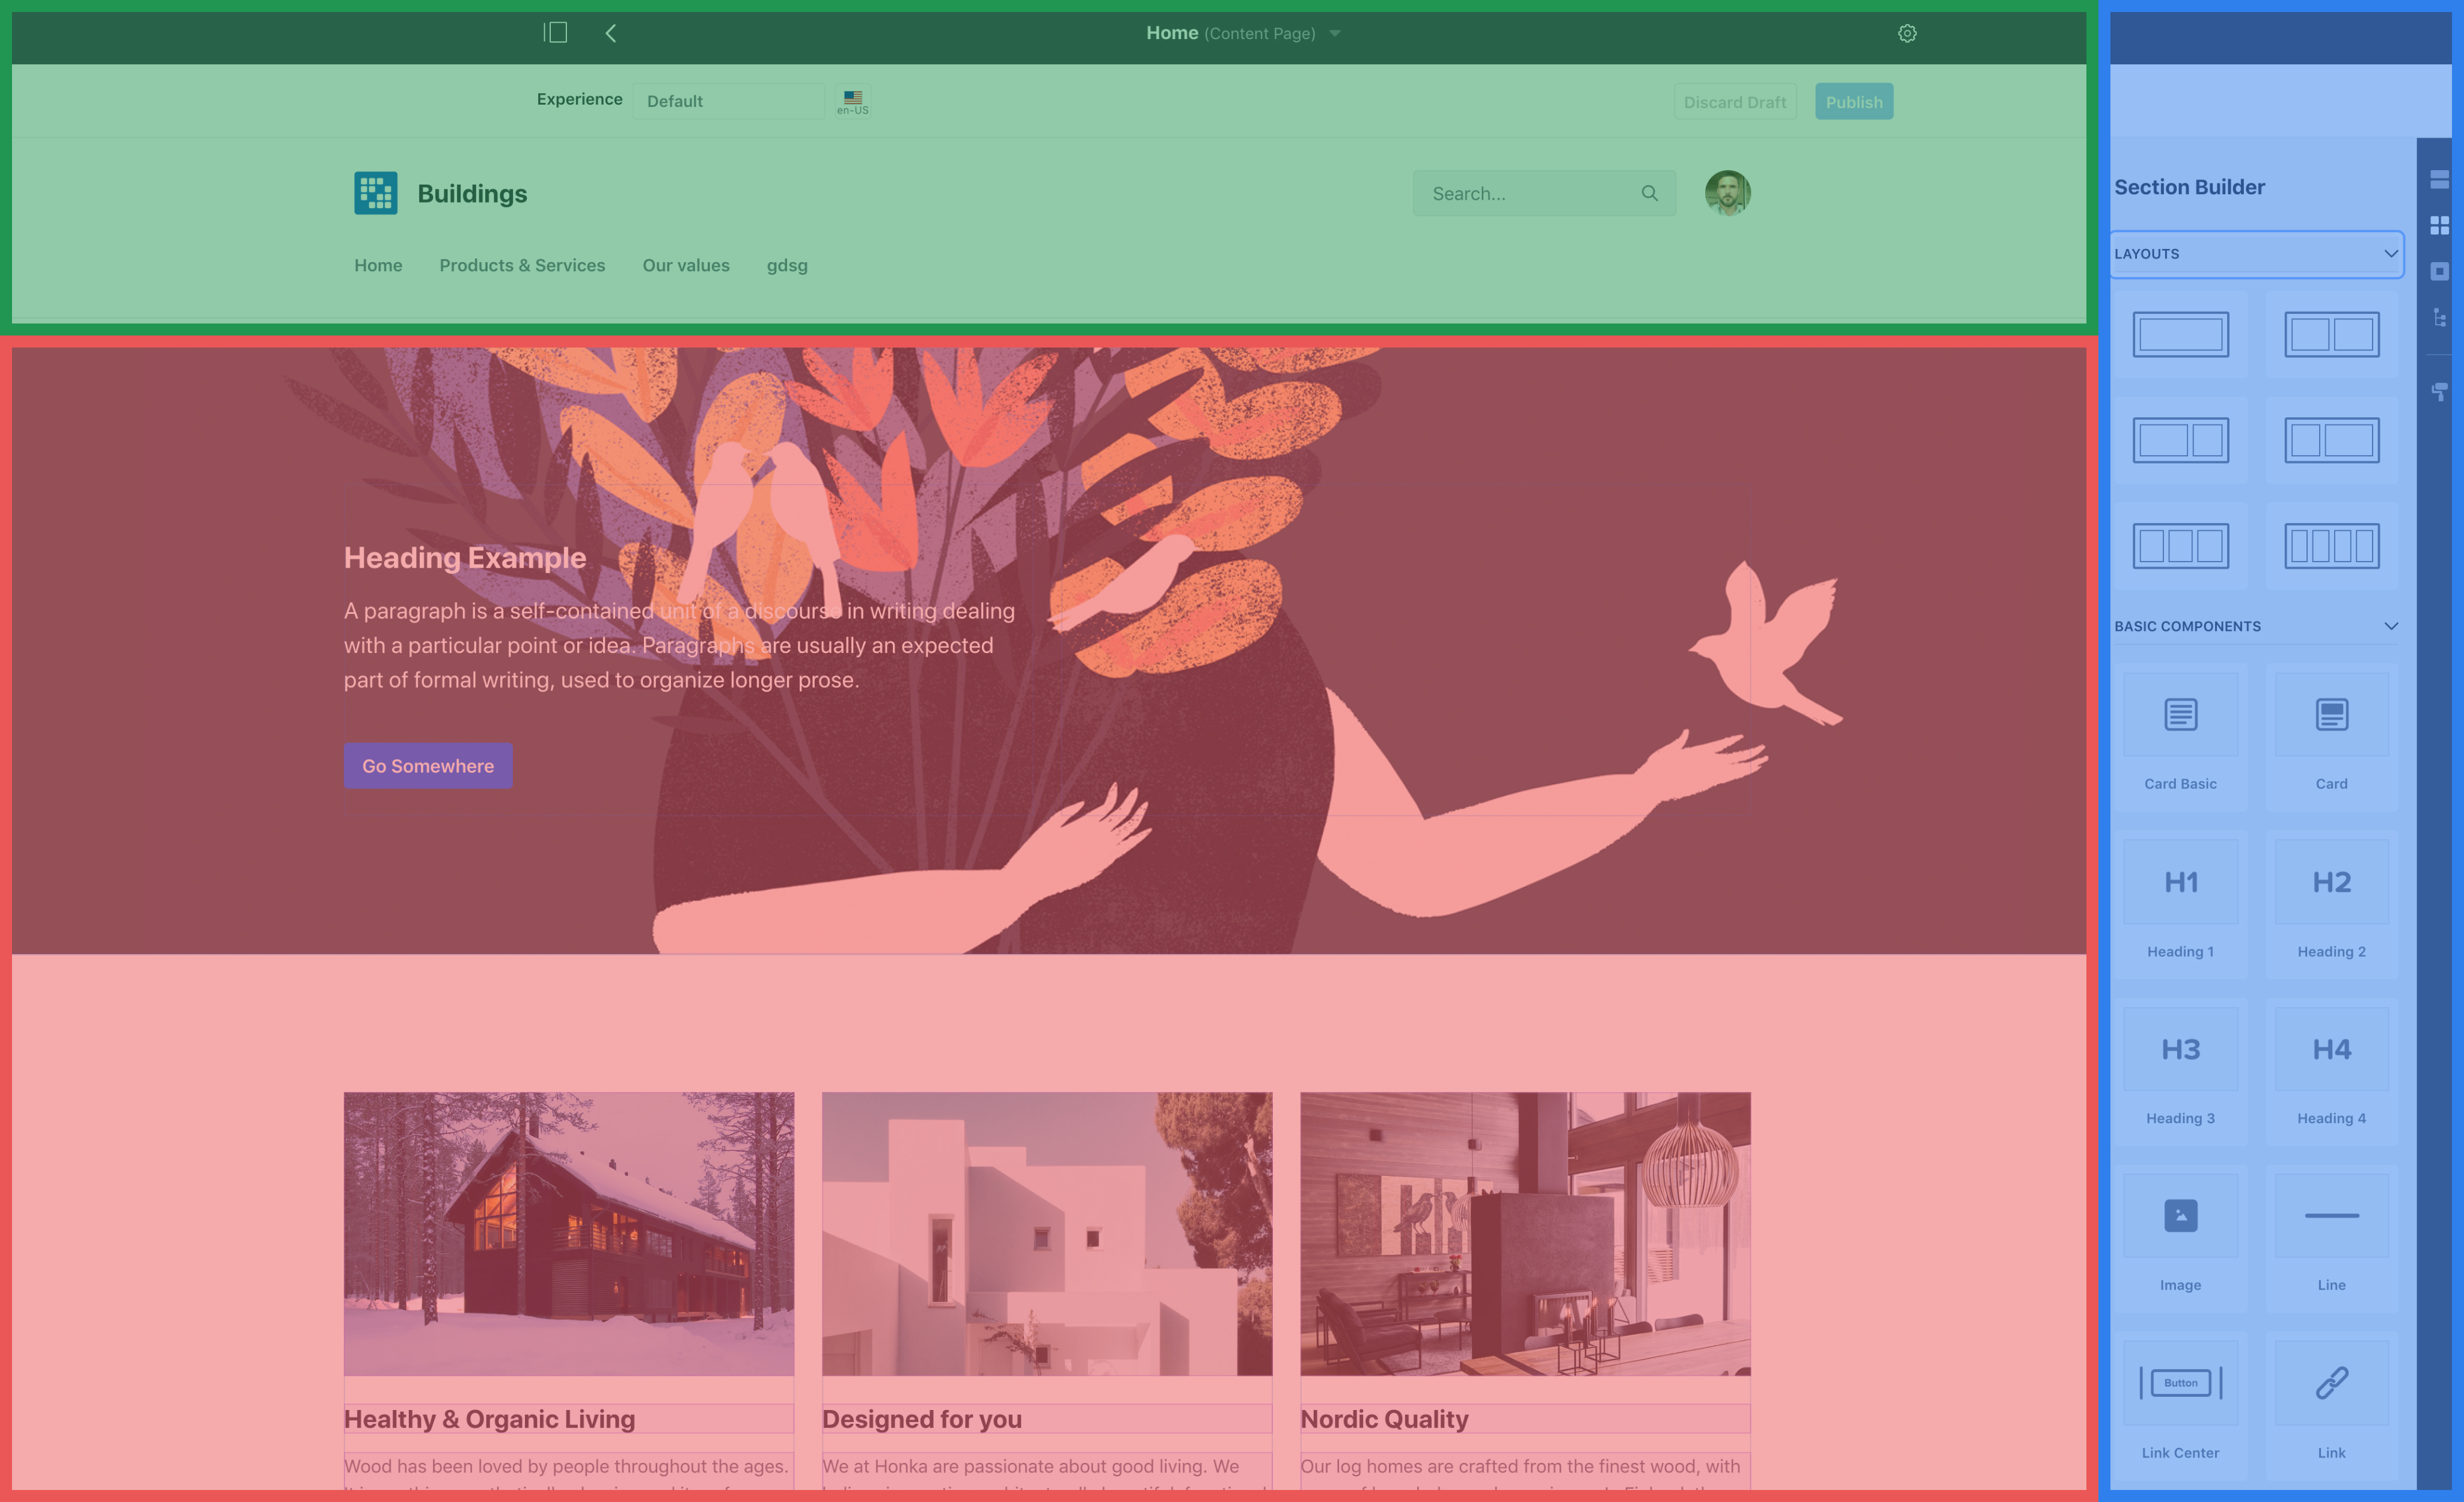 Home (Content Page)
Experience
Default
en-US
Discard Draft
Publish
Buildings
Search...
Home
Products & Services
Our values
gdsg
Heading Example
A paragraph is a self-contained unit of a discourse in writing dealing
with a particular point or idea. Paragraphs are usually an expected
part of formal writing, used to organize longer prose.
Go Somewhere
Healthy & Organic Living
Wood has been loved by people throughout the ages.
Designed for you
We at Honka are passionate about good living. We
Nordic Quality
Our log homes are crafted from the finest wood, with
Section Builder
LAYOUTS
BASIC COMPONENTS
Card Basic
Card
H1
H2
Heading 1
Heading 2
H3
H4
Heading 3
Heading 4
Image
Line
Button
Link Center
Link